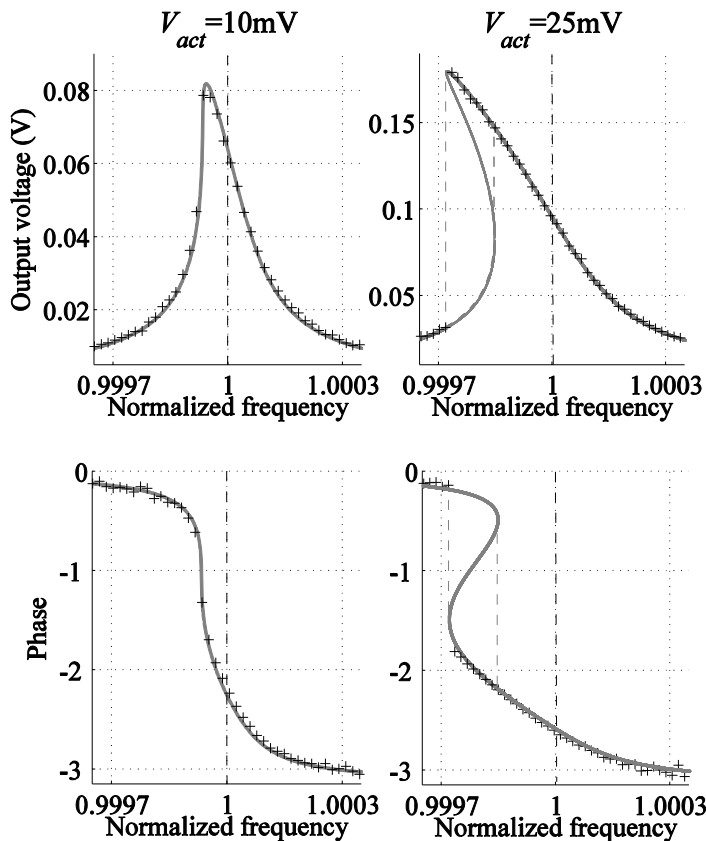 Vact=10mV
Vact=25mV
Output voltage (V)
0.08
0.06
0.04
0.02
0.9997 1 1.0003
Normalized frequency
0.15
0.1
0.05
0.9997 1 1.0003
Normalized frequency
Phase
0
-1
-2
-3
0.9997 1 1.0003
Normalized frequency
0
-1
-2
-3
0.9997 1 1.0003
Normalized frequency